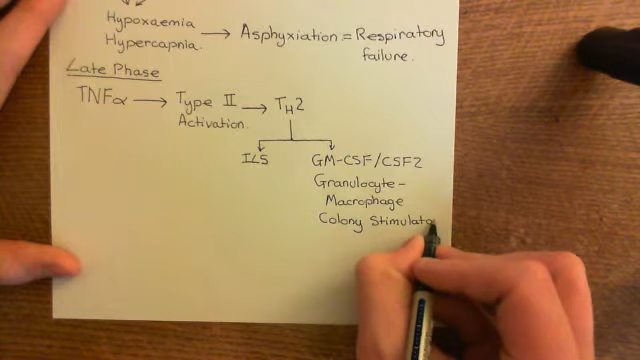 Hypoxaemia
Hypercapnia. → Asphyxiation = Respiratory failure.
Late Phase
TNFα → Type II Activation. → TH2
IL5
GM-CSF/CSF2
Granulocyte-
Macrophage
Colony Stimulato